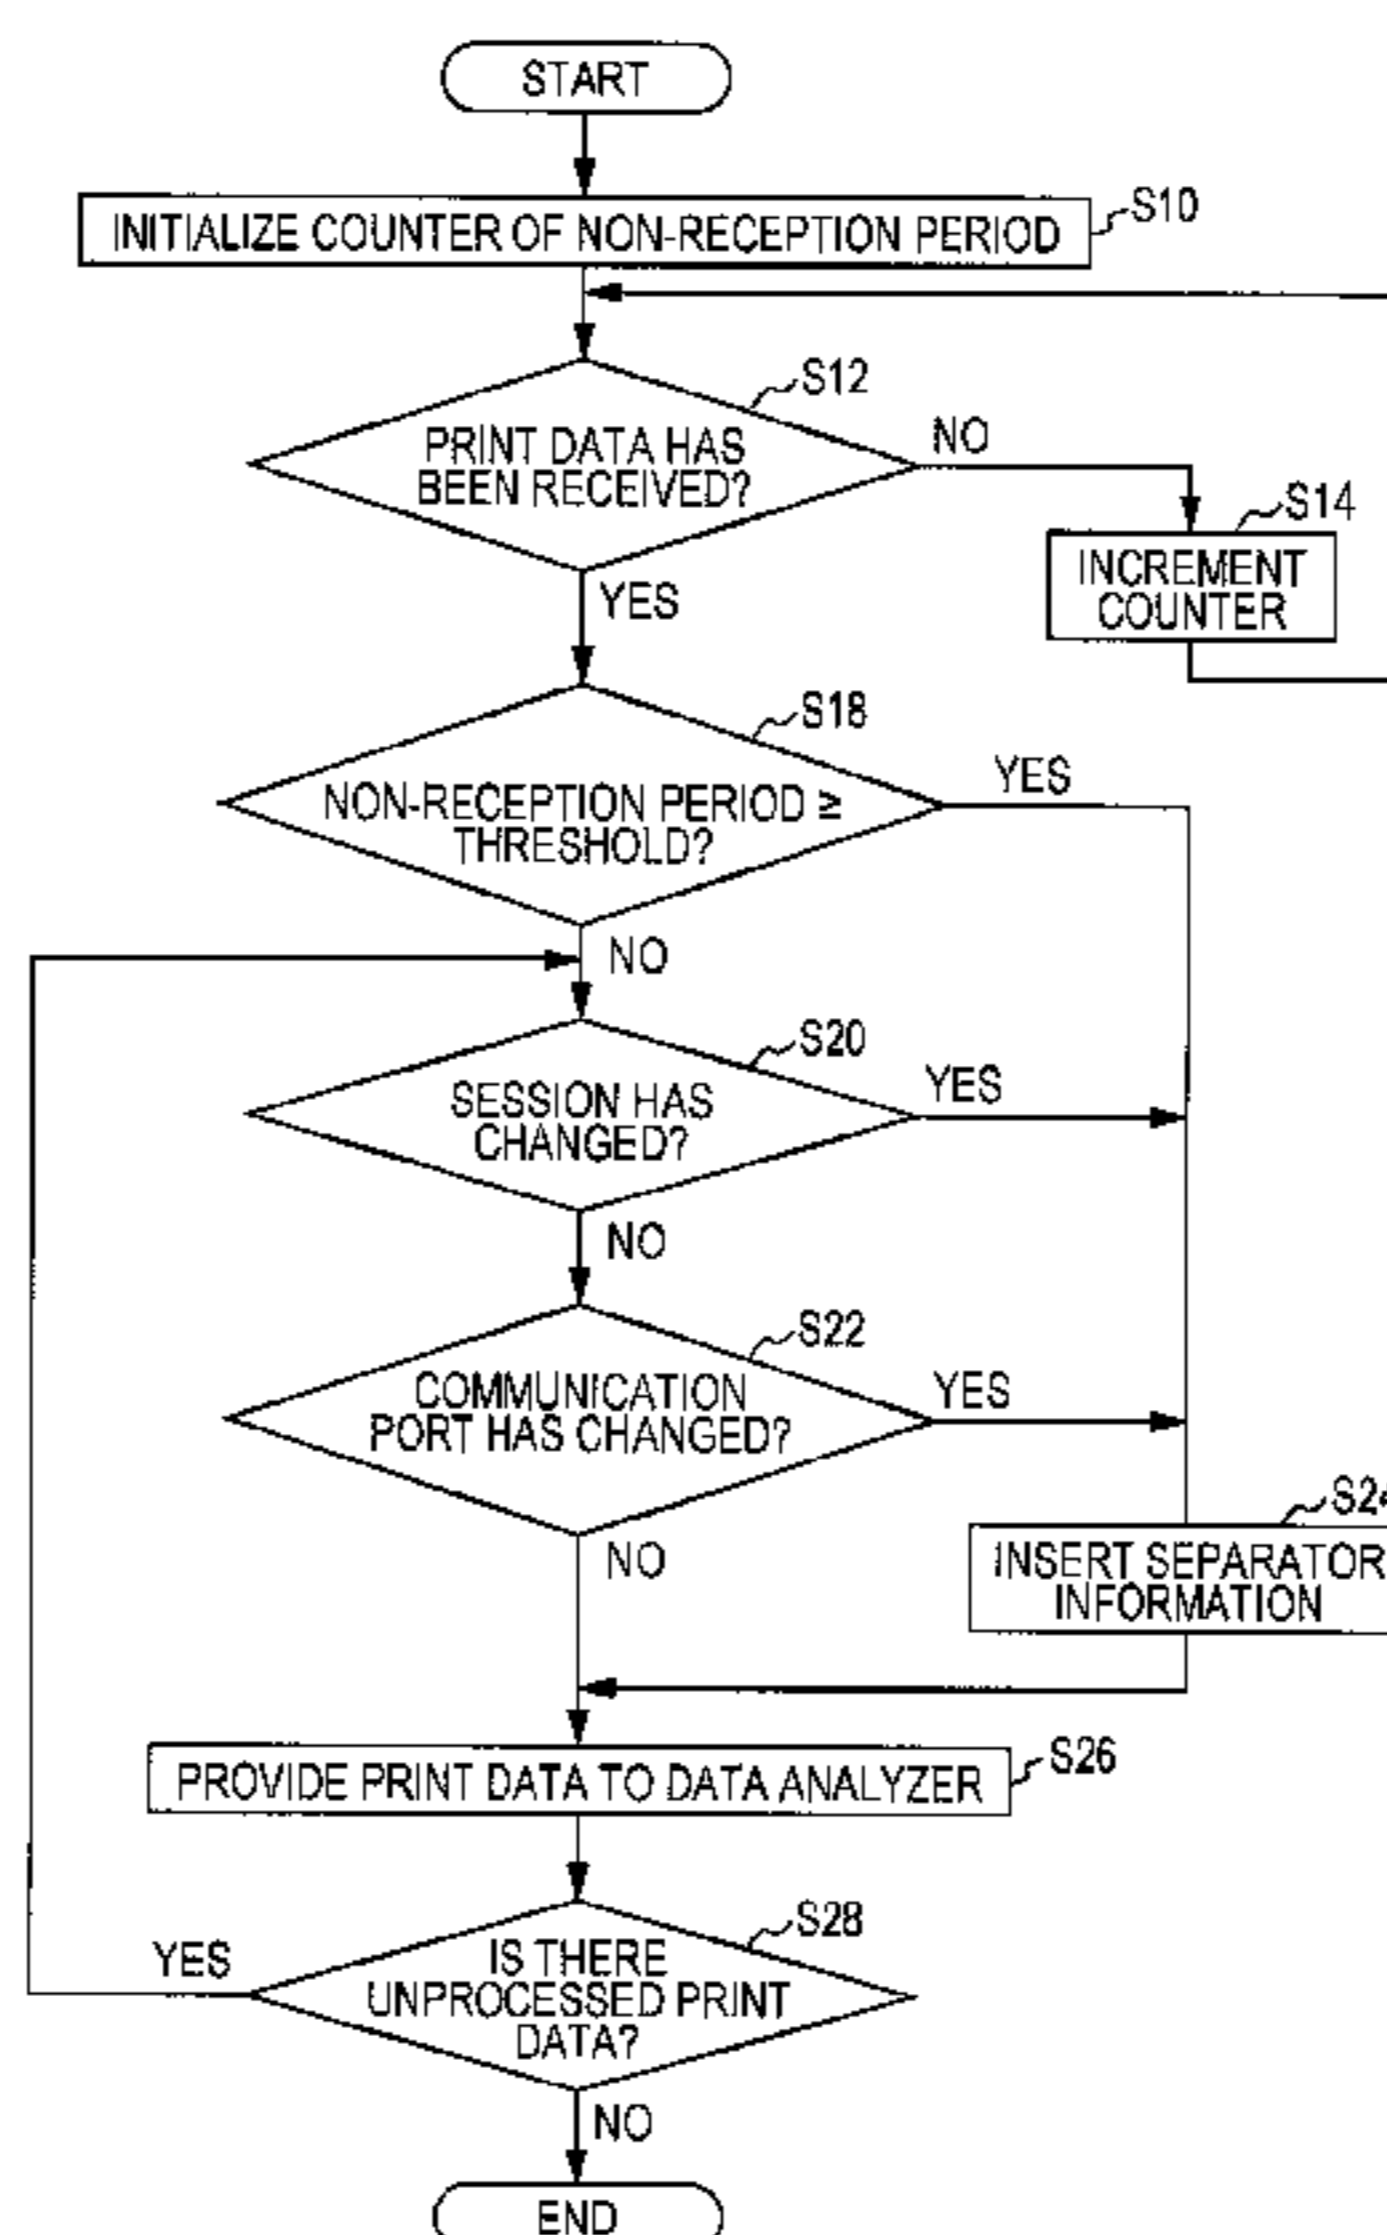 START
INITIALIZE COUNTER OF NON-RECEPTION PERIOD
S10
S12
PRINT DATA HAS
BEEN RECEIVED?
NO
S14
INCREMENT
COUNTER
YES
S18
NON-RECEPTION PERIOD ≥
THRESHOLD?
YES
NO
S20
SESSION HAS
CHANGED?
YES
NO
S22
COMMUNICATION
PORT HAS CHANGED?
YES
NO
INSERT SEPARATOR
INFORMATION
PROVIDE PRINT DATA TO DATA ANALYZER
S26
S28
IS THERE
UNPROCESSED PRINT
DATA?
YES
NO
END